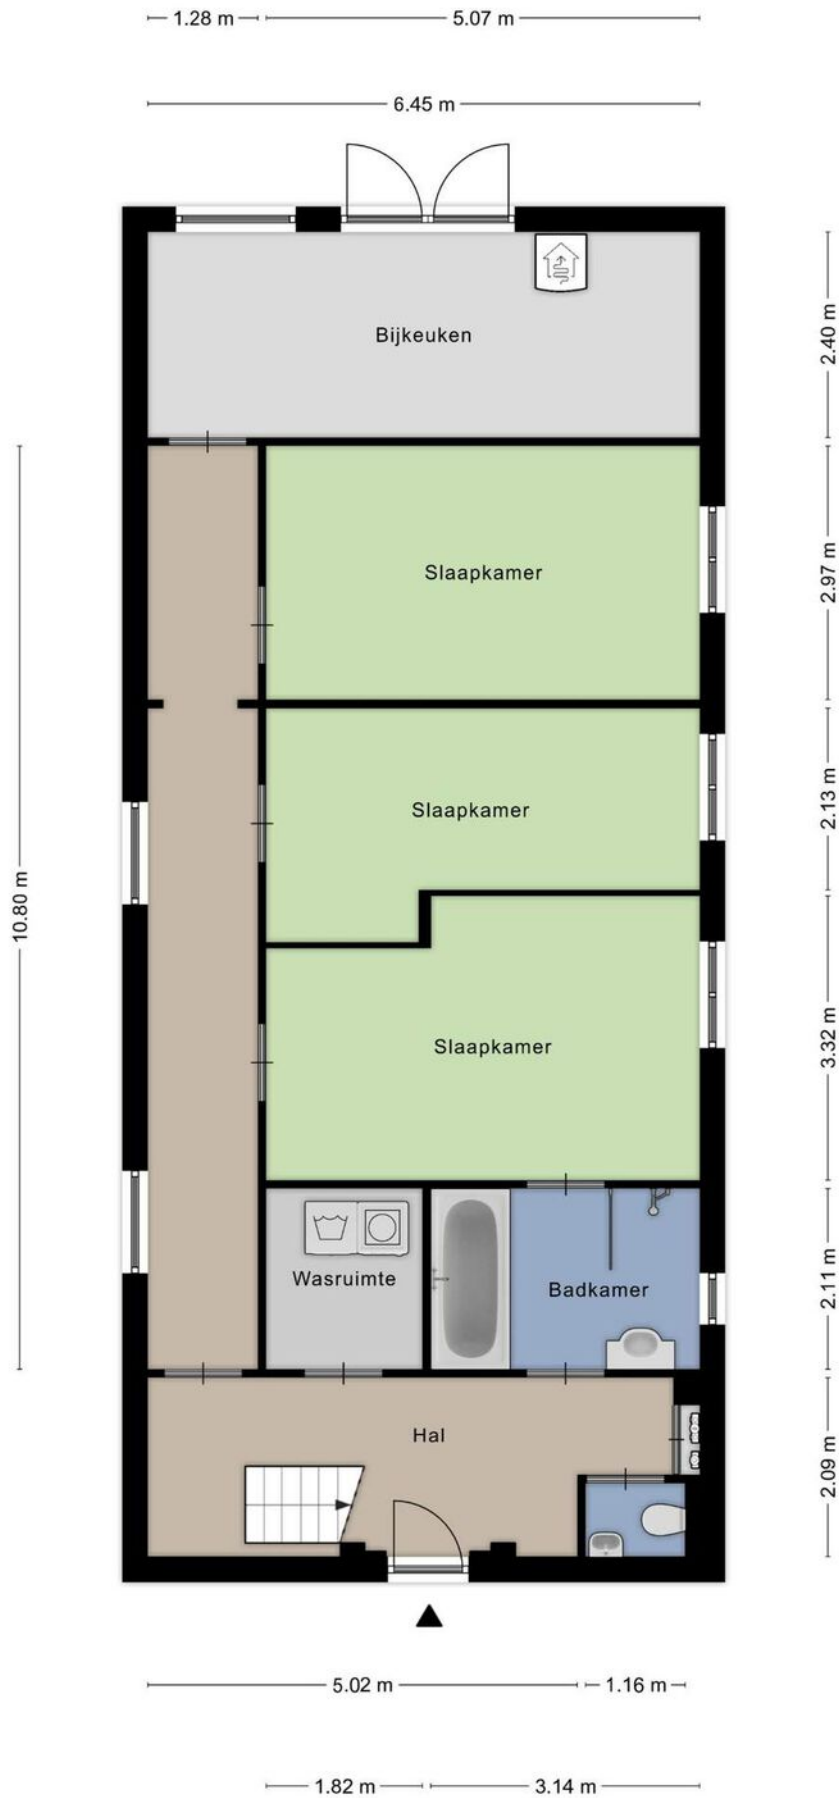 1.28 m
5.07 m
6.45 m
Bijkeuken
2.40 m
Slaapkamer
2.97 m
Slaapkamer
2.13 m
10.80 m
Slaapkamer
3.32 m
Wasruimte
Badkamer
2.11 m
Hal
2.09 m
5.02 m
1.16 m
1.82 m
3.14 m